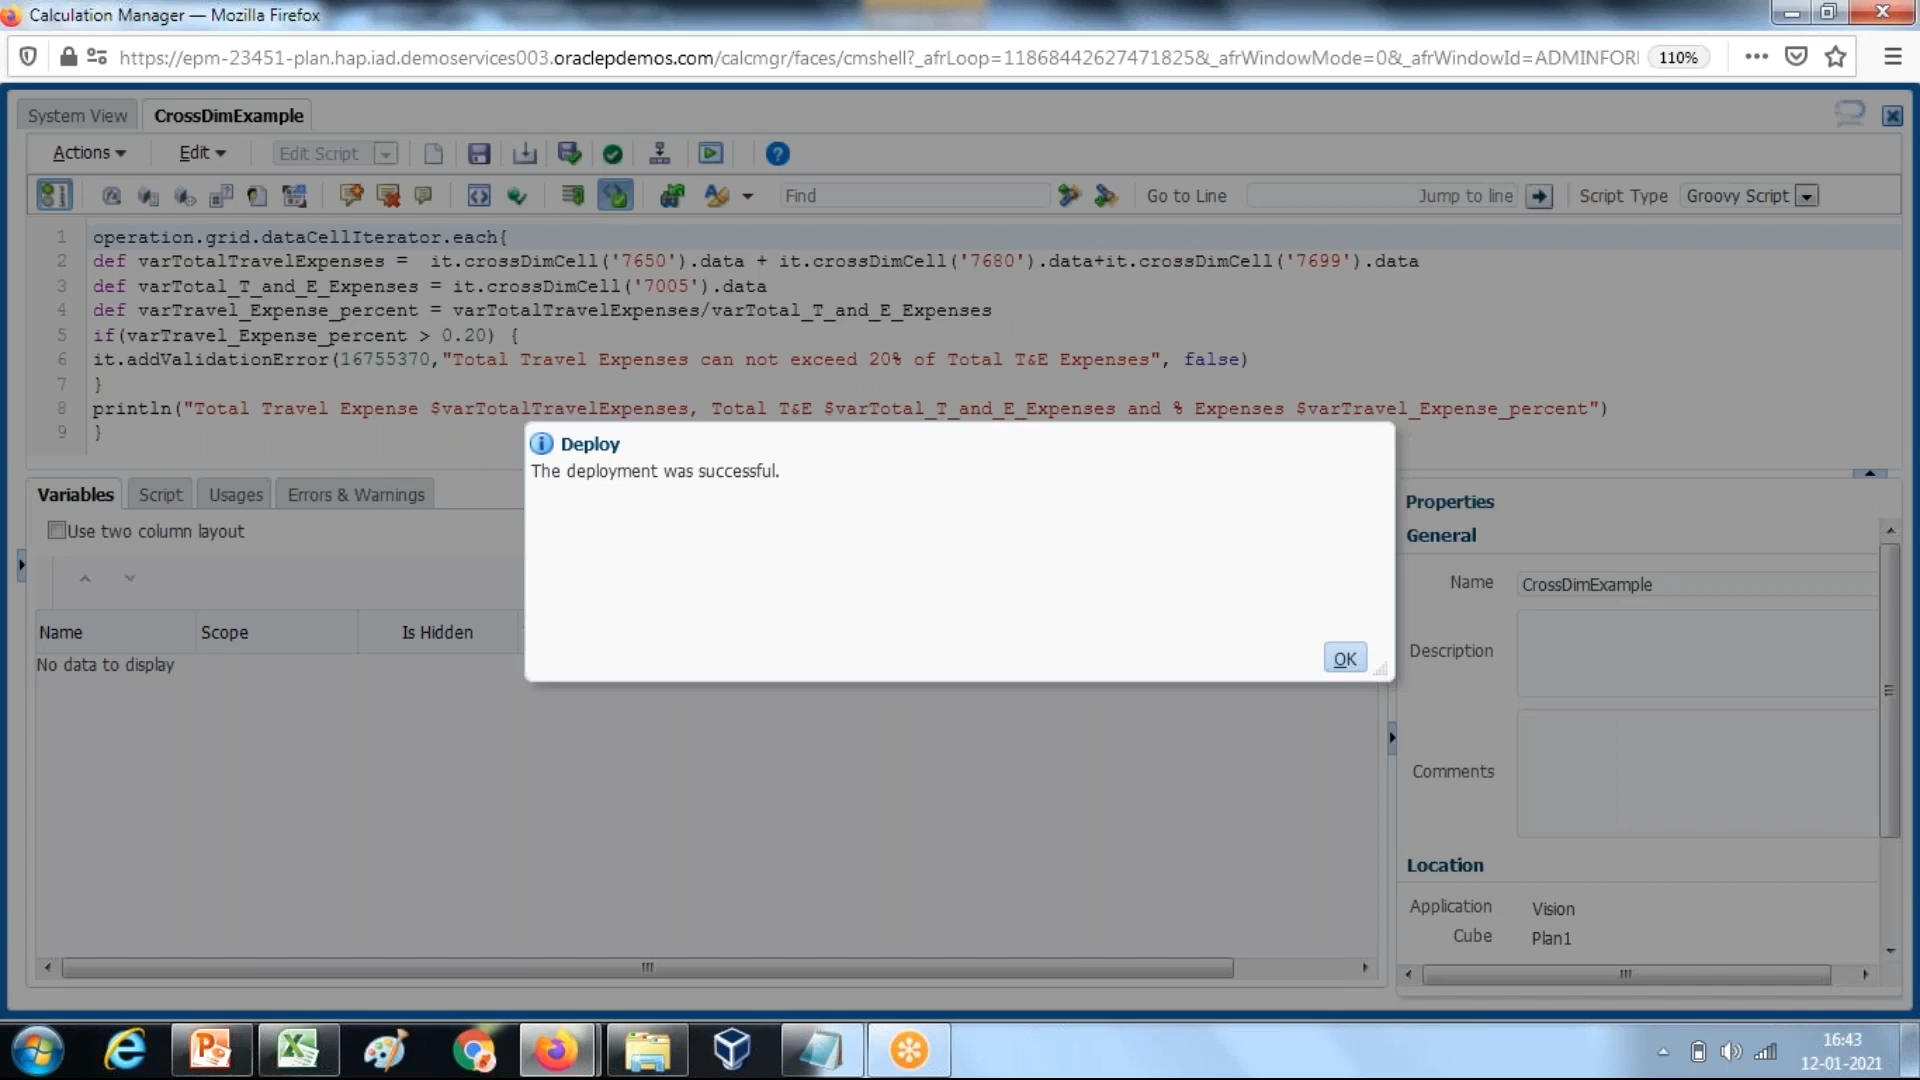 Calculation Manager — Mozilla Firefox
https://epm-23451-plan.hap.iad.demoservices003.oraclepdemos.com/calcmgr/faces/cmshell?_afrLoop=11868442627471825&_afrWindowMode=0&_afrWindowId=ADMINFORI 110%
System View CrossDimExample
Actions Edit Edit Script
Find Go to Line Jump to line Script Type Groovy Script
1 operation.grid.dataCellIterator.each{
2 def varTotalTravelExpenses = it.crossDimCell('7650').data + it.crossDimCell('7680').data+it.crossDimCell('7699').data
3 def varTotal_T_and_E_Expenses = it.crossDimCell('7005').data
4 def varTravel_Expense_percent = varTotalTravelExpenses/varTotal_T_and_E_Expenses
5 if(varTravel_Expense_percent > 0.20) {
6 it.addValidationError(16755370,"Total Travel Expenses can not exceed 20% of Total T&E Expenses", false)
7 }
8 println("Total Travel Expense $varTotalTravelExpenses, Total T&E $varTotal_T_and_E_Expenses and % Expenses $varTravel_Expense_percent")
9 }
Deploy
The deployment was successful.
OK
Variables Script Usages Errors & Warnings
Use two column layout
Name Scope Is Hidden
No data to display
Properties
General
Name CrossDimExample
Description
Comments
Location
Application Vision
Cube Plan1
16:43
12-01-2021